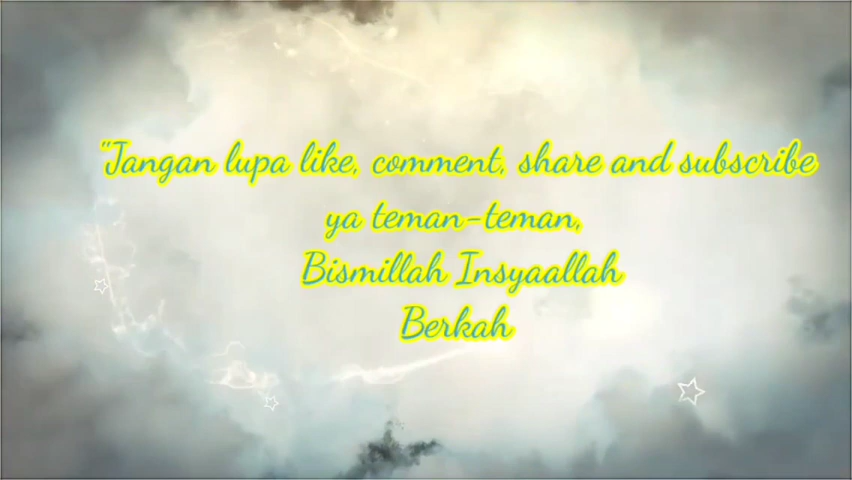 "Jangan lupa like, comment, share and subscribe
ya teman-teman,
Bismillah Insyaallah
Berkah